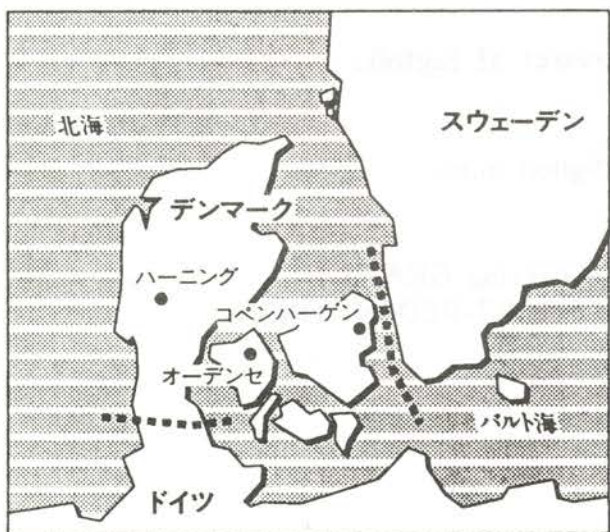 北海
スウェーデン
デンマーク
ハーニング
コペンハーゲン
オーデンセ
バルト海
ドイツ